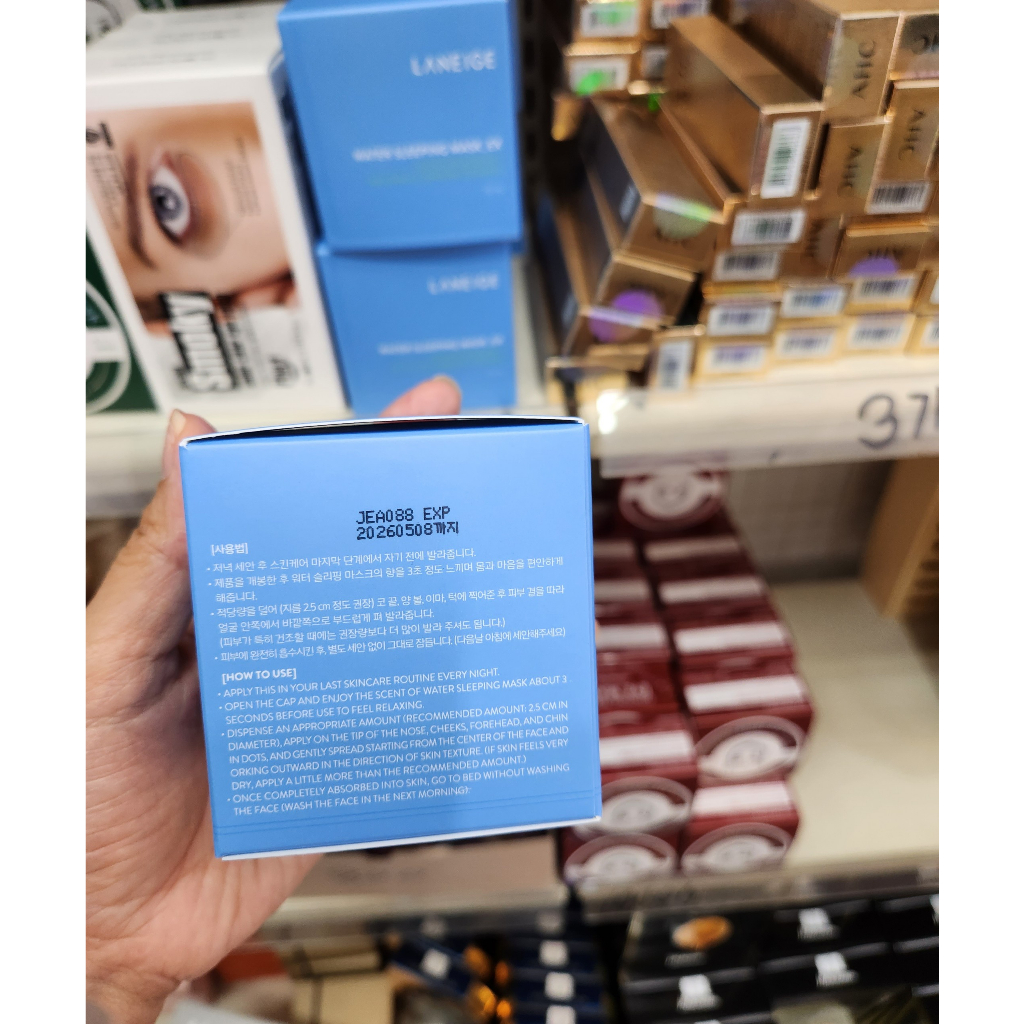 LANEIGE
WATER SLEEPING MASK EX
LANEIGE
WATER SLEEPING MASK EX
Smoky
AHC
AHC
AHC
AHC
37
JEA088 EXP
20260508까지
[사용법]
• 저녁 세안 후 스킨케어 마지막 단계에서 자기 전에 발라줍니다.
• 제품을 개봉한 후 워터 슬리핑 마스크의 향을 3초 정도 느끼며 몸과 마음을 편안하게
해줍니다.
• 적당량을 덜어 (지름 2.5 cm 정도 권장) 코 끝, 양 볼, 이마, 턱에 찍어준 후 피부 결을 따라
얼굴 안쪽에서 바깥쪽으로 부드럽게 펴 발라줍니다.
(피부가 특히 건조할 때에는 권장량보다 더 많이 발라 주셔도 됩니다.)
• 피부에 완전히 흡수시킨 후, 별도 세안 없이 그대로 잠듭니다. (다음날 아침에 세안해주세요)
[HOW TO USE]
• APPLY THIS IN YOUR LAST SKINCARE ROUTINE EVERY NIGHT.
• OPEN THE CAP AND ENJOY THE SCENT OF WATER SLEEPING MASK ABOUT 3
SECONDS BEFORE USE TO FEEL RELAXING.
• DISPENSE AN APPROPRIATE AMOUNT (RECOMMENDED AMOUNT: 2.5 CM IN
DIAMETER), APPLY ON THE TIP OF THE NOSE, CHEEKS, FOREHEAD, AND CHIN
IN DOTS, AND GENTLY SPREAD STARTING FROM THE CENTER OF THE FACE AND
ORKING OUTWARD IN THE DIRECTION OF SKIN TEXTURE. (IF SKIN FEELS VERY
DRY, APPLY A LITTLE MORE THAN THE RECOMMENDED AMOUNT.)
• ONCE COMPLETELY ABSORBED INTO SKIN, GO TO BED WITHOUT WASHING
THE FACE (WASH THE FACE IN THE NEXT MORNING).